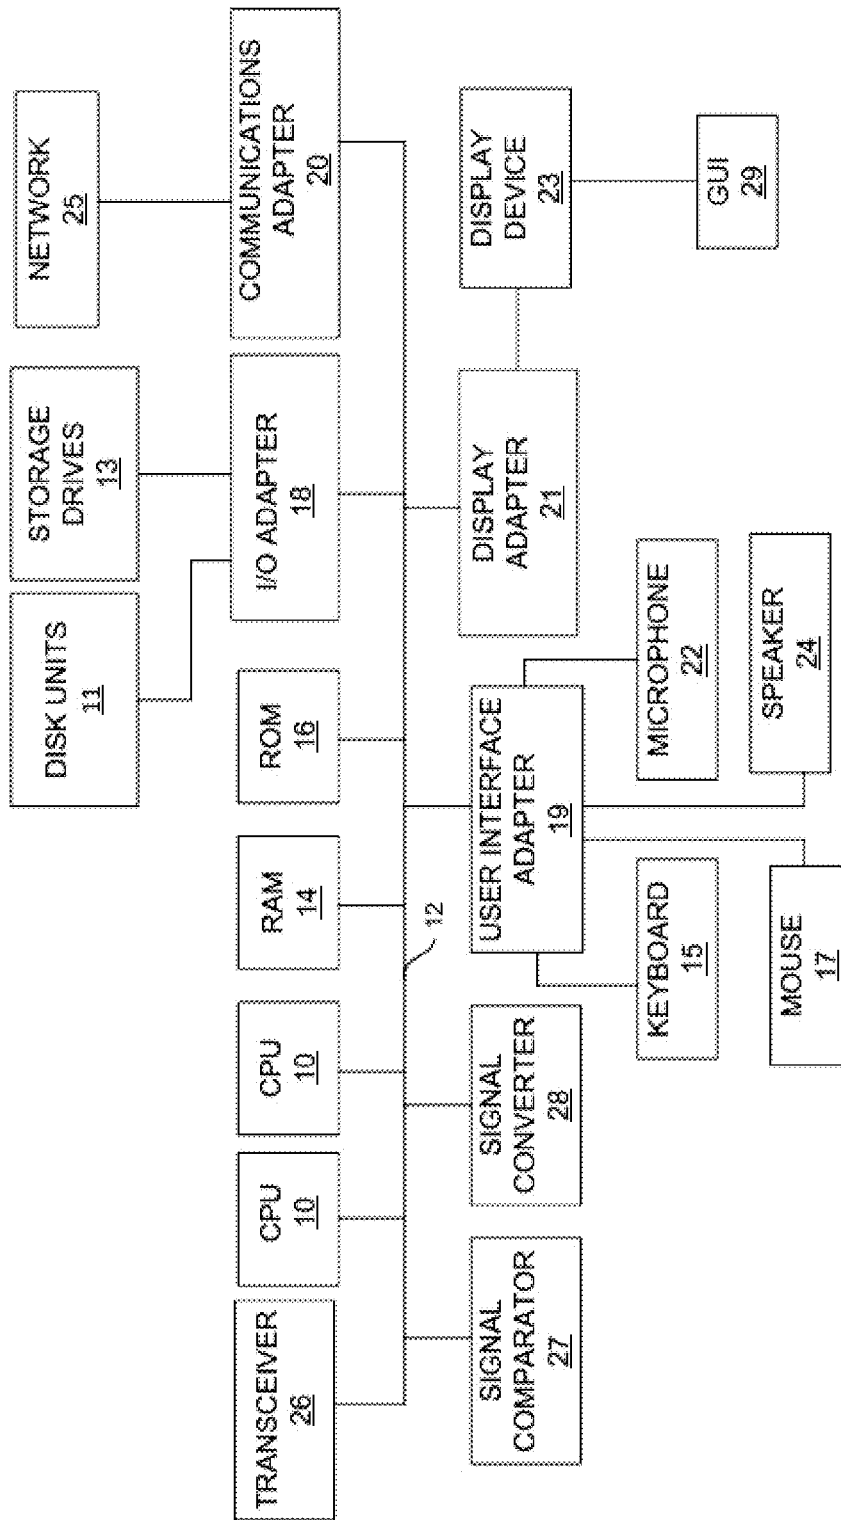 DISK UNITS
11
STORAGE
DRIVES
13
NETWORK
25
TRANSCEIVER
26
CPU
10
CPU
10
RAM
14
ROM
16
I/O ADAPTER
18
COMMUNICATIONS
ADAPTER
20
12
SIGNAL
COMPARATOR
27
SIGNAL
CONVERTER
28
USER INTERFACE
ADAPTER
19
DISPLAY
ADAPTER
21
DISPLAY
DEVICE
23
KEYBOARD
15
MICROPHONE
22
GUI
29
MOUSE
17
SPEAKER
24